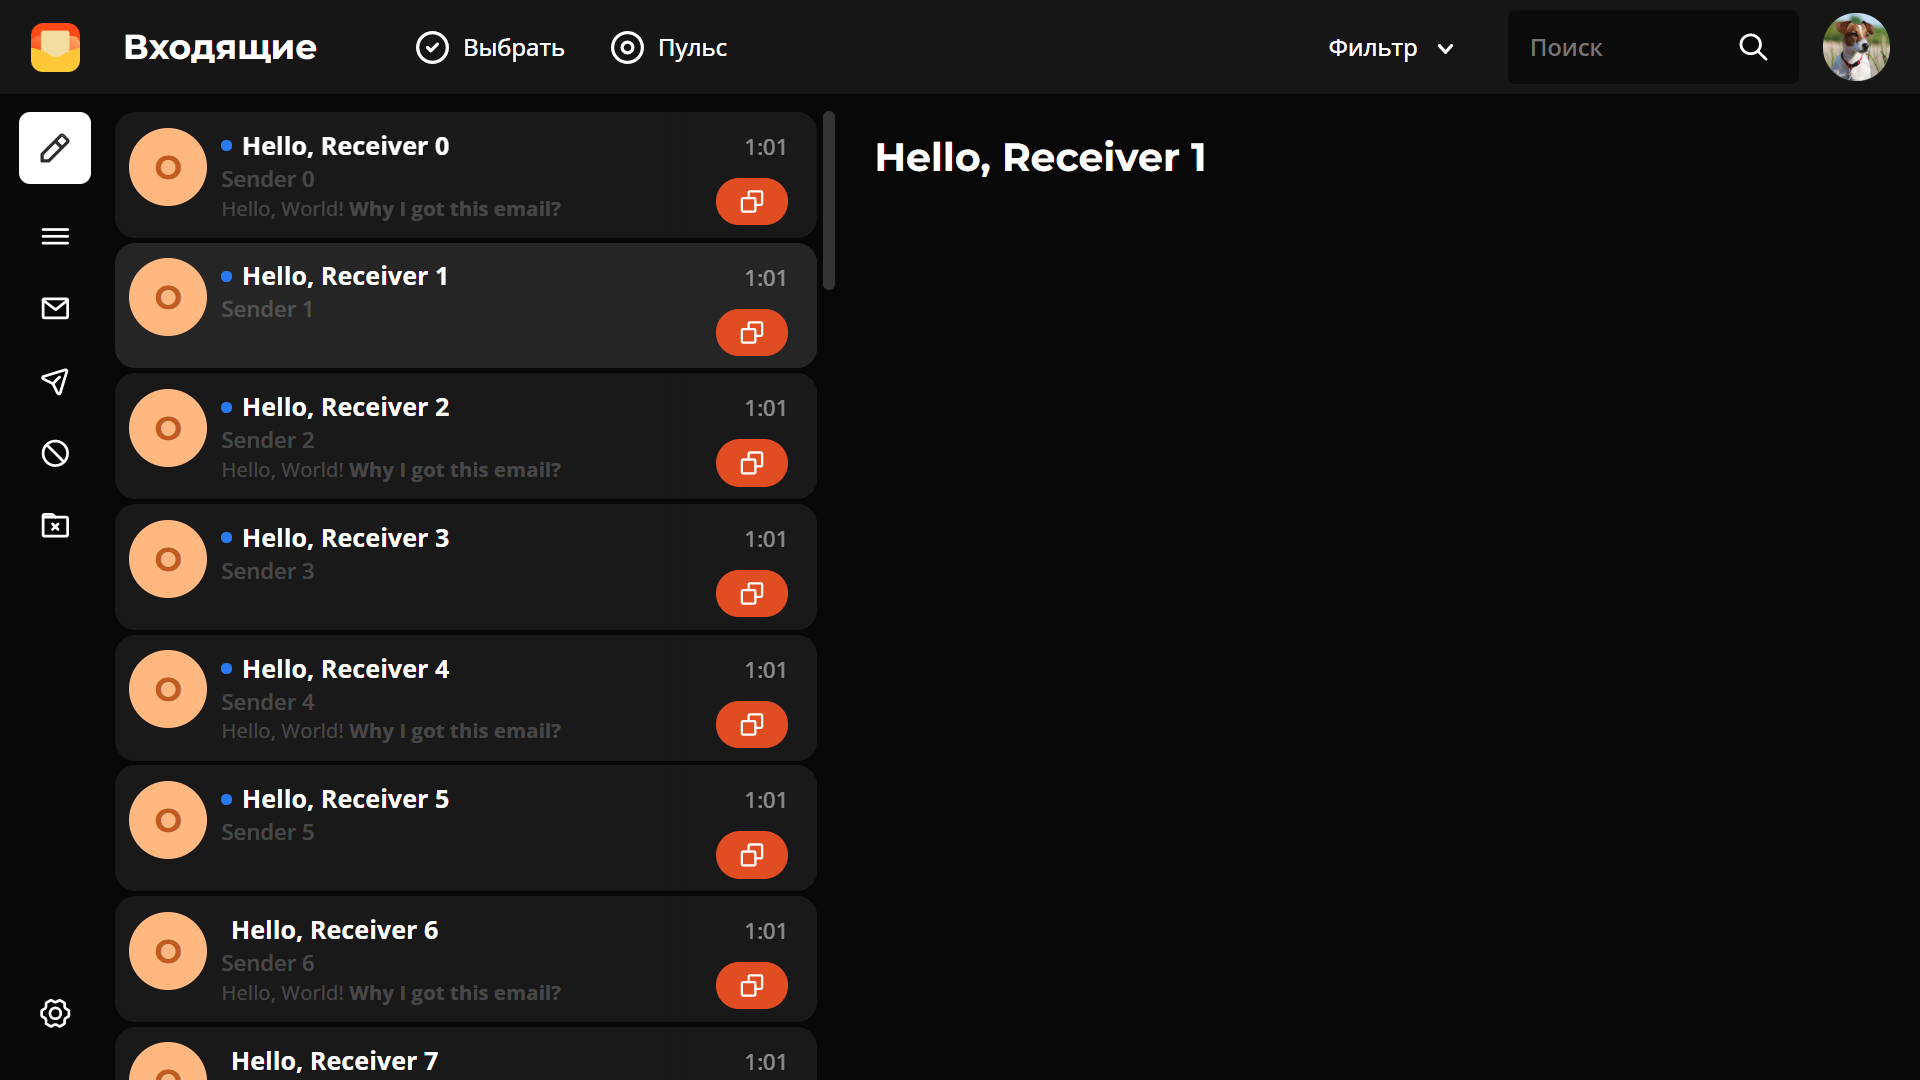 Входящие
Выбрать
Пульс
Фильтр
Поиск
O
Hello, Receiver 0
1:01
Sender 0
Hello, World! Why I got this email?
O
Hello, Receiver 1
1:01
Sender 1
O
Hello, Receiver 2
1:01
Sender 2
Hello, World! Why I got this email?
O
Hello, Receiver 3
1:01
Sender 3
O
Hello, Receiver 4
1:01
Sender 4
Hello, World! Why I got this email?
O
Hello, Receiver 5
1:01
Sender 5
O
Hello, Receiver 6
1:01
Sender 6
Hello, World! Why I got this email?
O
Hello, Receiver 7
1:01
Hello, Receiver 1